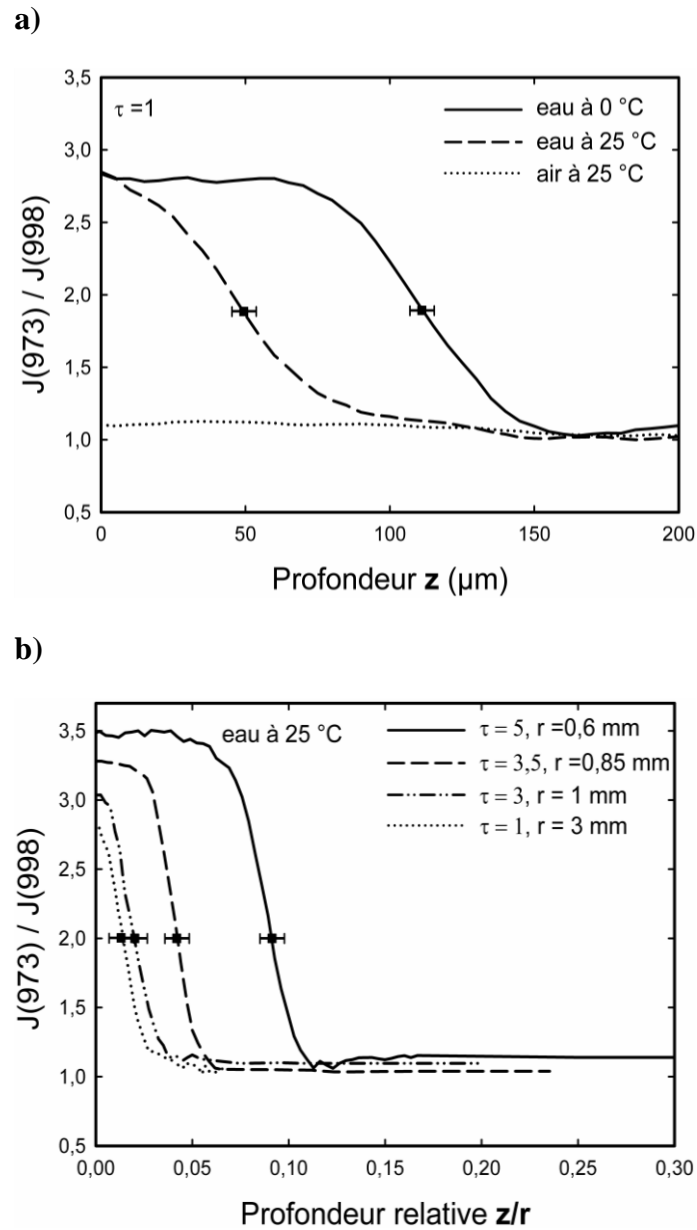 a)
3,5
3,0
2,5
2,0
1,5
1,0
0,5
J(973) / J(998)
τ =1
eau à 0 °C
eau à 25 °C
air à 25 °C
0
50
100
150
200
Profondeur z (μm)
b)
3,5
3,0
2,5
2,0
1,5
1,0
0,5
J(973) / J(998)
eau à 25 °C
τ = 5, r =0,6 mm
τ = 3,5, r =0,85 mm
τ = 3, r = 1 mm
τ = 1, r = 3 mm
0,00
0,05
0,10
0,15
0,20
0,25
0,30
Profondeur relative z/r